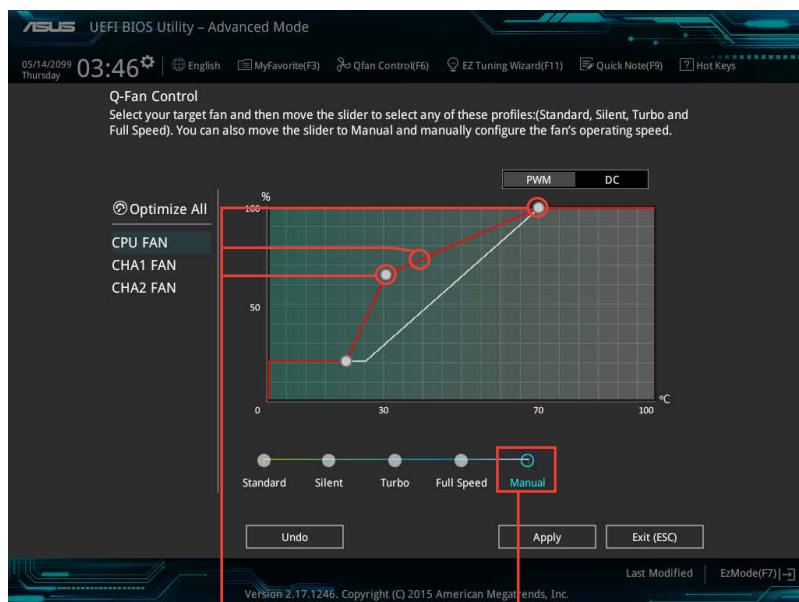 ASUS UEFI BIOS Utility – Advanced Mode
05/14/2099
Thursday
03:46 English MyFavorite(F3) Qfan Control(F6) EZ Tuning Wizard(F11) Quick Note(F9) ? Hot Keys
Q-Fan Control
Select your target fan and then move the slider to select any of these profiles:(Standard, Silent, Turbo and
Full Speed). You can also move the slider to Manual and manually configure the fan's operating speed.
PWM DC
Optimize All
CPU FAN
CHA1 FAN
CHA2 FAN
%
100
50
0 30 70 100
ºC
Standard Silent Turbo Full Speed Manual
Undo Apply Exit (ESC)
Last Modified EzMode(F7)
Version 2.17.1246. Copyright (C) 2015 American Megatrends, Inc.